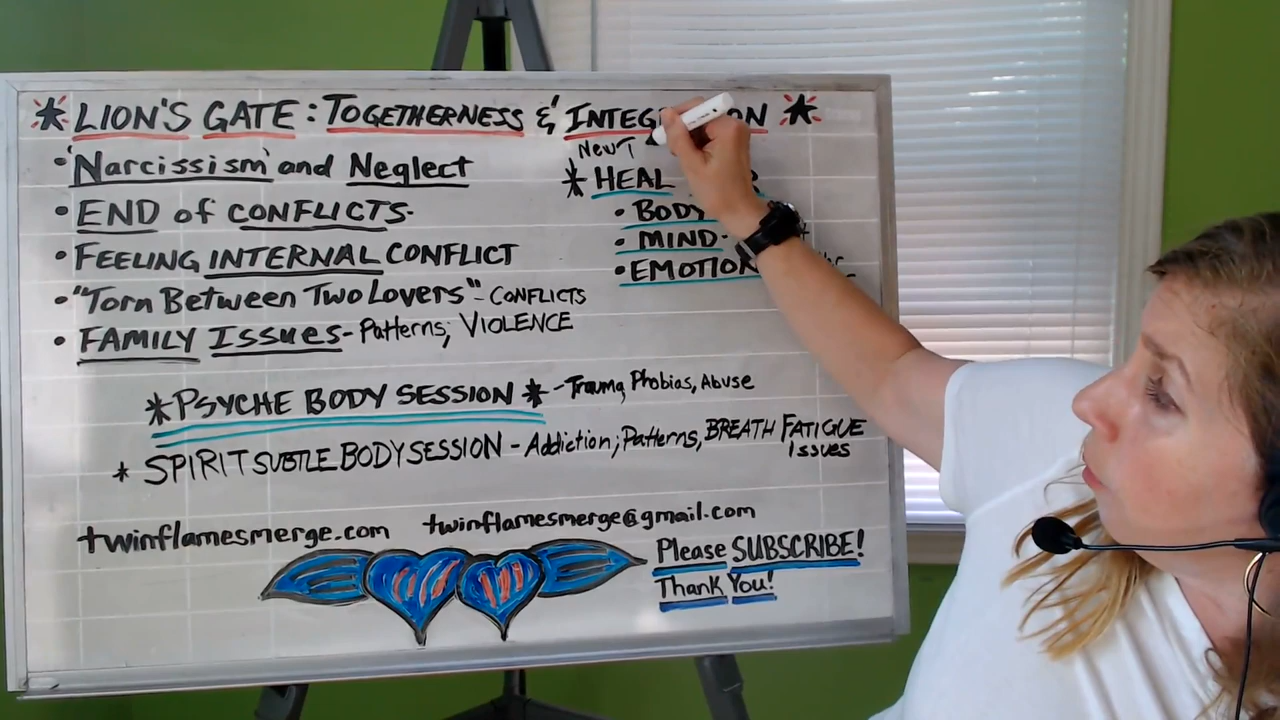 * LION'S GATE: TOGETHERNESS & INTEG ON *
• 'Narcissism' and Neglect
• END of CONFLICTS-
• FEELING INTERNAL CONFLICT
• "Torn Between Two Lovers" - CONFLICTS
• FAMILY ISSUES - Patterns; VIOLENCE
NeuT
* HEAL
• BODY
• MIND-
• EMOTION
*PSYCHE BODY SESSION* - Trauma, Phobias, Abuse
* SPIRIT SUBTLE BODY SESSION - Addiction; Patterns, BREATH FATIGUE ISSUES
twinflamesmerge.com twinflamesmerge@gmail.com
Please SUBSCRIBE!
Thank You!